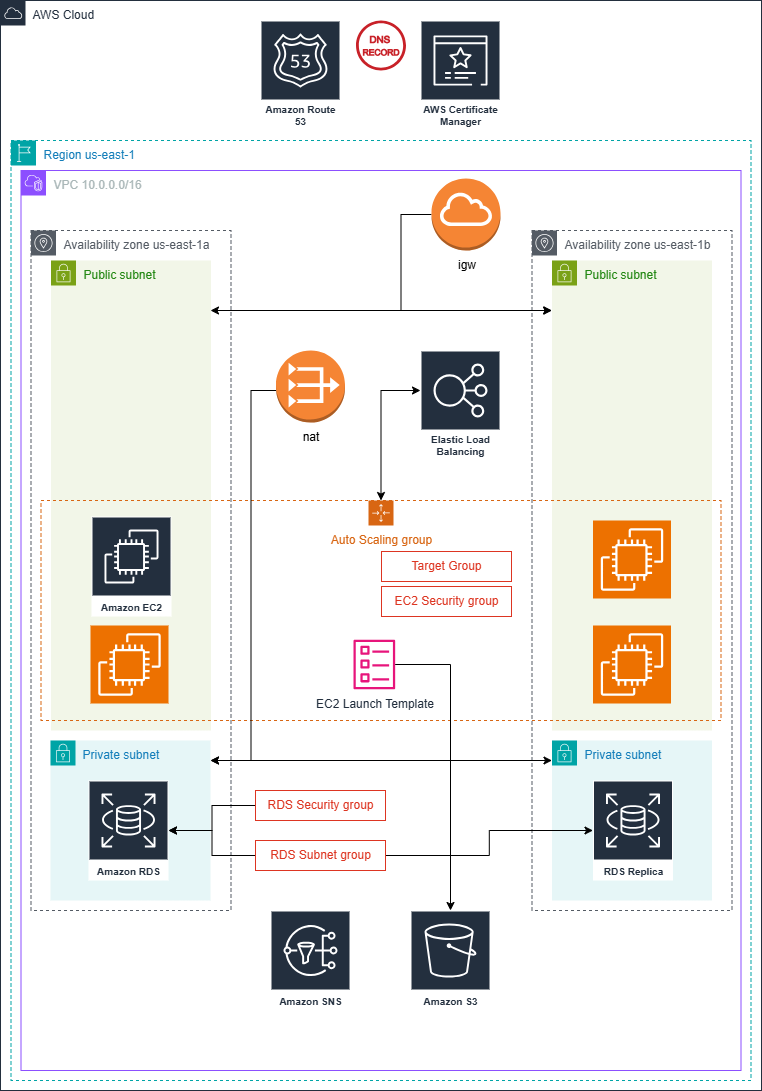 AWS Cloud
53
DNS
RECORD
Amazon Route
53
AWS Certificate
Manager
Region us-east-1
VPC 10.0.0.0/16
igw
Availability zone us-east-1a
Availability zone us-east-1b
Public subnet
Public subnet
nat
Elastic Load
Balancing
Auto Scaling group
Target Group
EC2 Security group
Amazon EC2
EC2 Launch Template
Private subnet
Private subnet
RDS Security group
RDS Subnet group
Amazon RDS
RDS Replica
Amazon SNS
Amazon S3